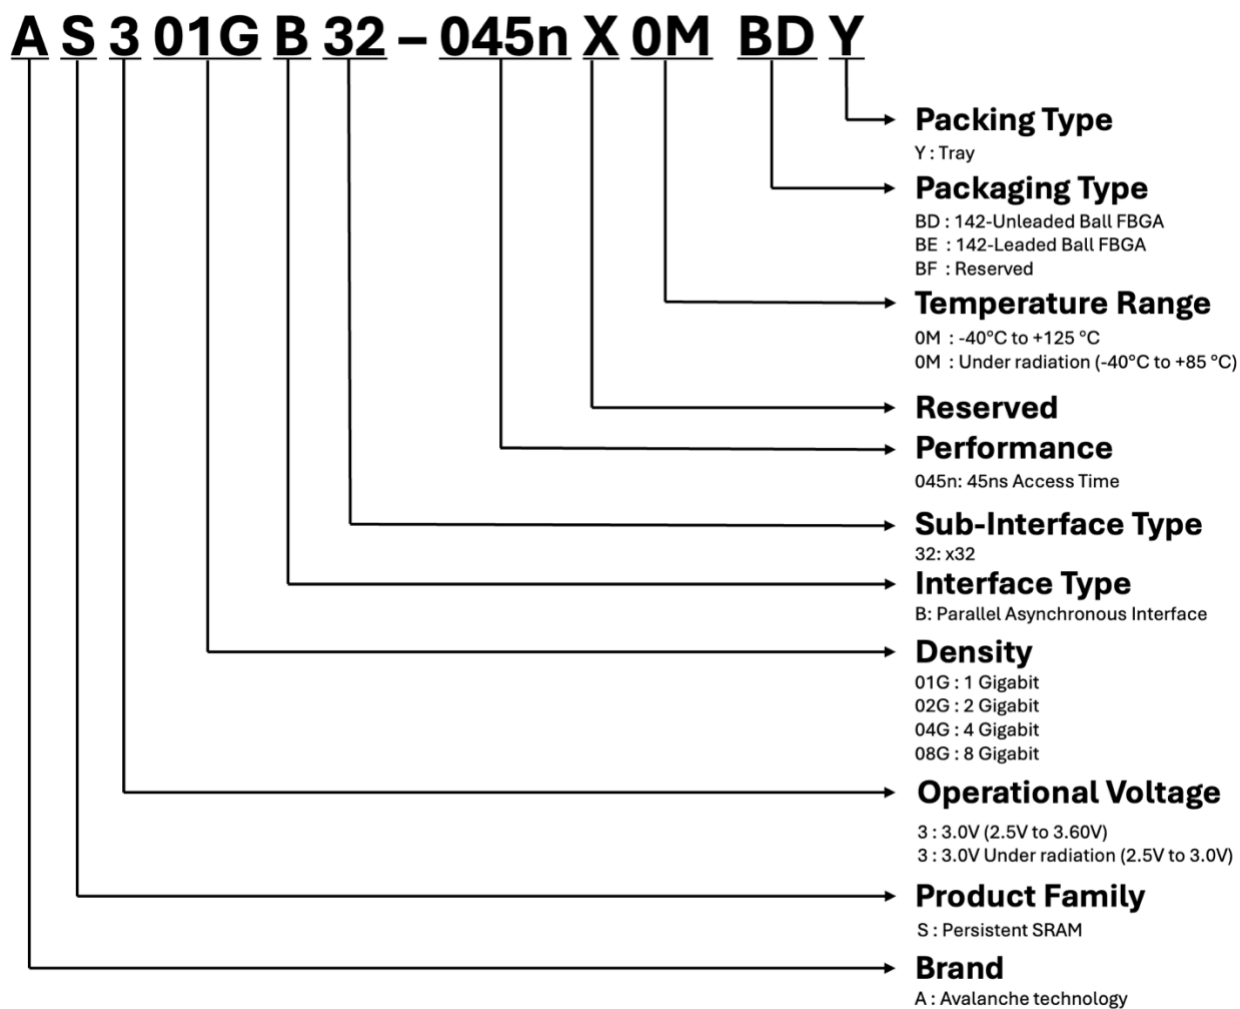 A S 3 01G B 32 – 045n X 0M BD Y
Packing Type
Y : Tray
Packaging Type
BD : 142-Unleaded Ball FBGA
BE : 142-Leaded Ball FBGA
BF : Reserved
Temperature Range
0M : -40°C to +125 °C
0M : Under radiation (-40°C to +85 °C)
Reserved
Performance
045n: 45ns Access Time
Sub-Interface Type
32: x32
Interface Type
B: Parallel Asynchronous Interface
Density
01G : 1 Gigabit
02G : 2 Gigabit
04G : 4 Gigabit
08G : 8 Gigabit
Operational Voltage
3 : 3.0V (2.5V to 3.60V)
3 : 3.0V Under radiation (2.5V to 3.0V)
Product Family
S : Persistent SRAM
Brand
A : Avalanche technology